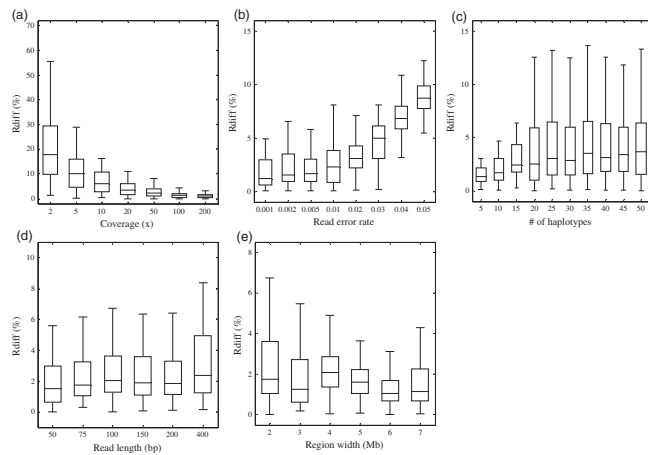 (a)
70
60
50
40
30
20
10
0
Rdiff (%)
2 5 10 20 50 100 200
Coverage (x)
(b)
15
10
5
0
Rdiff (%)
0.001 0.002 0.005 0.01 0.02 0.03 0.04 0.05
Read error rate
(c)
15
10
5
0
Rdiff (%)
5 10 15 20 25 30 35 40 45 50
# of haplotypes
(d)
10
8
6
4
2
0
Rdiff (%)
50 75 100 150 200 400
Read length (bp)
(e)
8
6
4
2
0
Rdiff (%)
2 3 4 5 6 7
Region width (Mb)